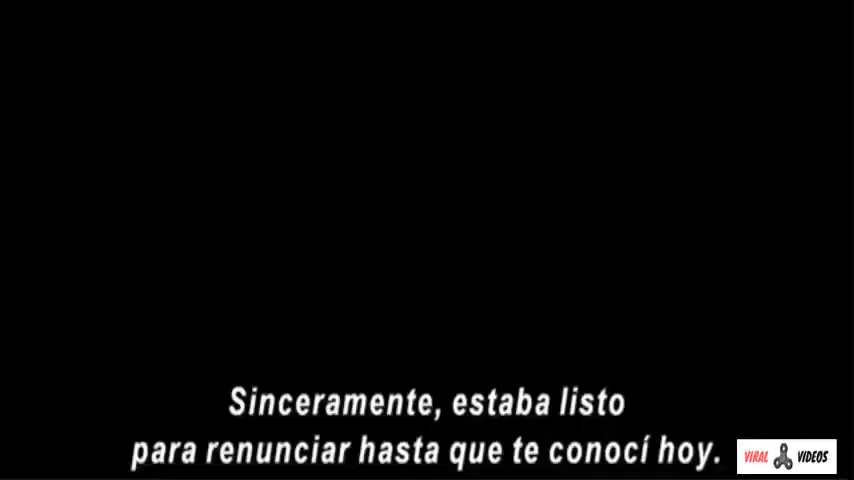 Sinceramente, estaba listo
para renunciar hasta que te conocí hoy.
VIRAL VIDEOS